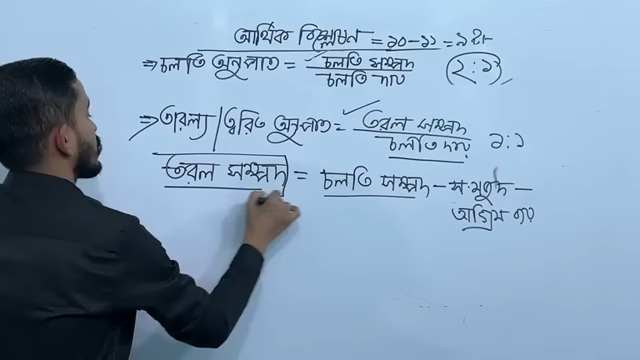 আর্থিক বিশ্লেষণ = ১০-১১ =
⇒ চলতি অনুপাত = চলতি সম্পদ / চলতি দায় (২:১)
⇒ তারল্য / ত্বরিত অনুপাত = তরল সম্পদ / চলতি দায় ১:১
তরল সম্পদ = চলতি সম্পদ - স. মজুদ -
অগ্রিম